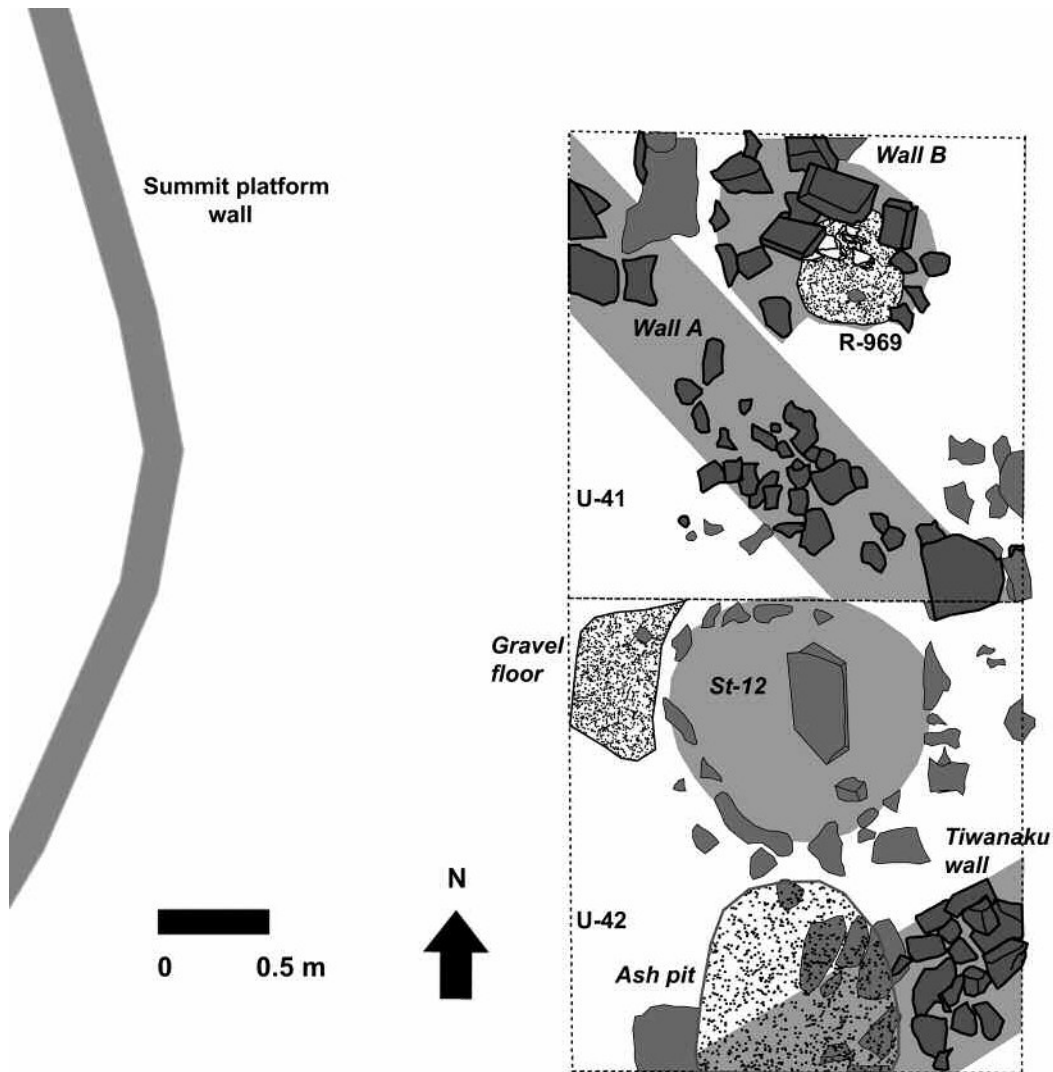 Summit platform
wall
Wall B
Wall A
R-969
U-41
Gravel
floor
St-12
Tiwanaku
wall
N
U-42
0 0.5 m
Ash pit